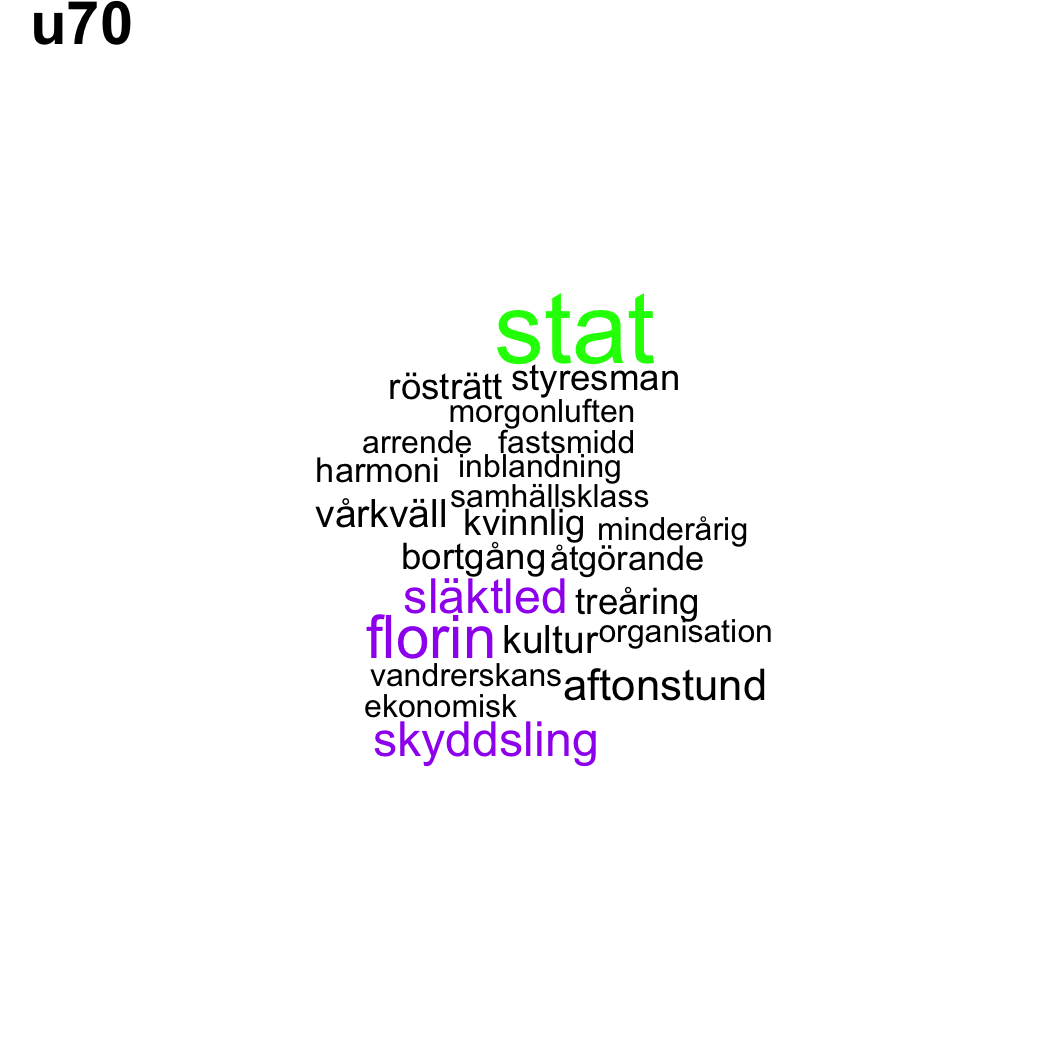 u70
stat
rösträtt styresman
morgonluften
arrende fastsmidd
harmoni inblandning
samhällsklass
vårkväll kvinnlig minderårig
bortgång åtgörande
släktled treåring
florin kultur organisation
vandrerskans aftonstund
ekonomisk
skyddsling